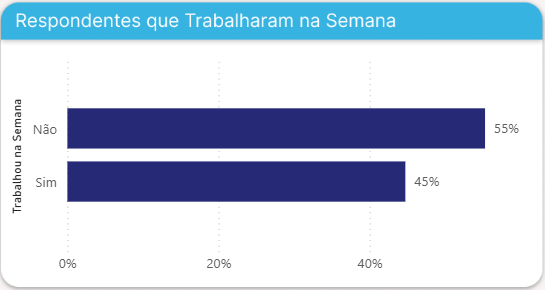 Respondentes que Trabalharam na Semana
Trabalhou na Semana
Não
55%
Sim
45%
0%
20%
40%